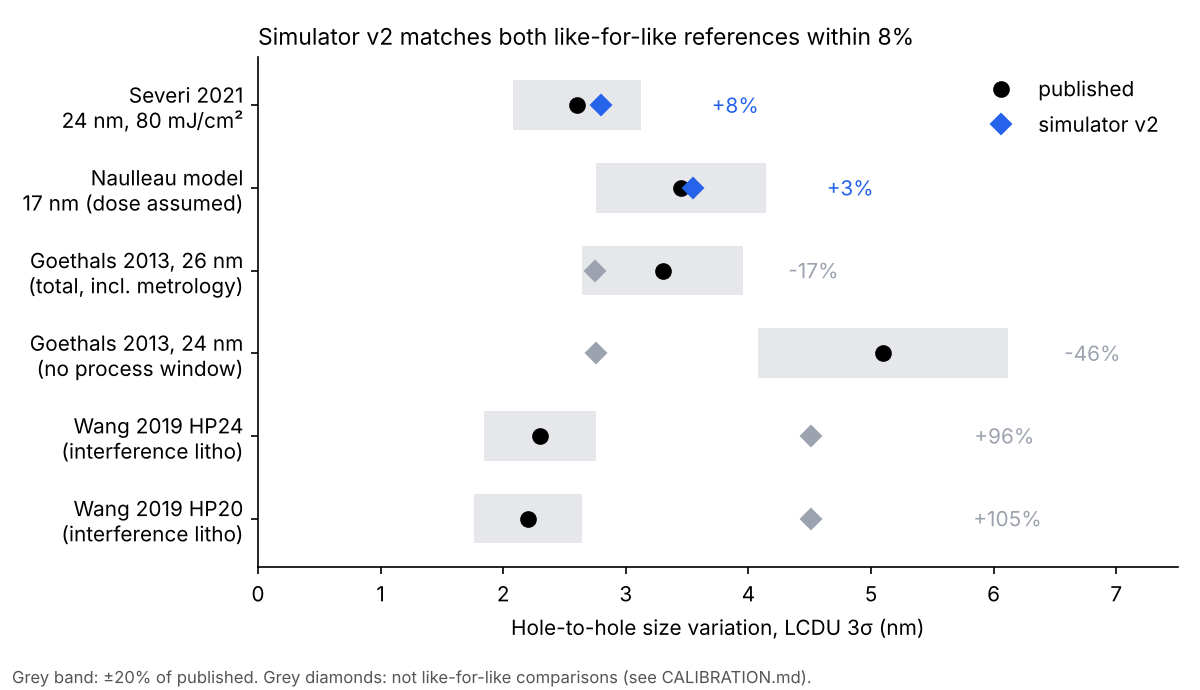 Simulator v2 matches both like-for-like references within 8%
Severi 2021
24 nm, 80 mJ/cm²
+8%
published
simulator v2
Naulleau model
17 nm (dose assumed)
+3%
Goethals 2013, 26 nm
(total, incl. metrology)
-17%
Goethals 2013, 24 nm
(no process window)
-46%
Wang 2019 HP24
(interference litho)
+96%
Wang 2019 HP20
(interference litho)
+105%
0 1 2 3 4 5 6 7
Hole-to-hole size variation, LCDU 3σ (nm)
Grey band: ±20% of published. Grey diamonds: not like-for-like comparisons (see CALIBRATION.md).